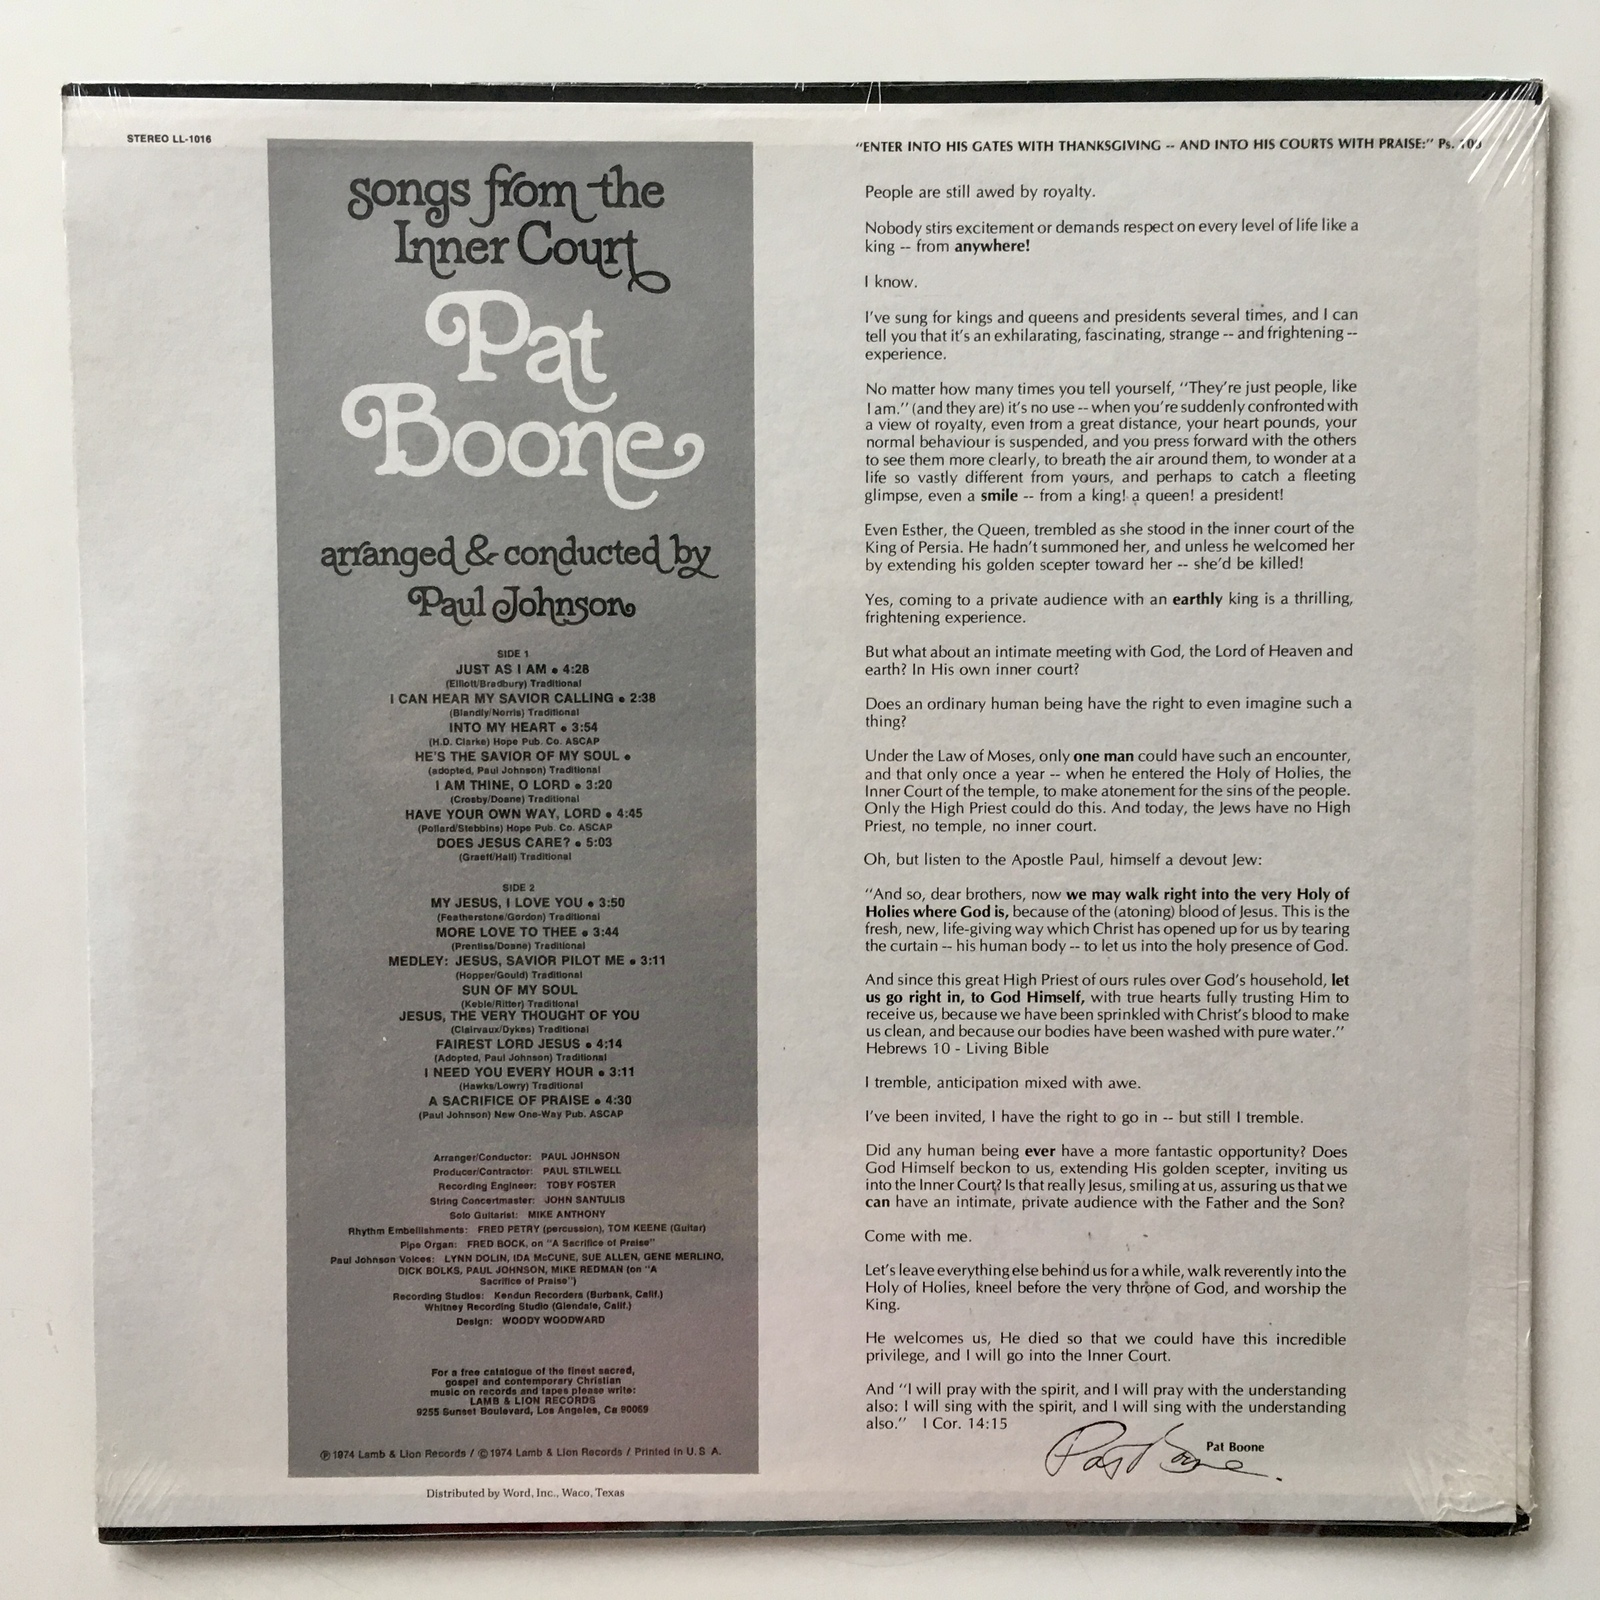 STEREO LL-1016
songs from the
Inner Court
Pat
Boone
arranged & conducted by
Paul Johnson
SIDE 1
JUST AS I AM • 4:28
(Elliott/Bradbury) Traditional
I CAN HEAR MY SAVIOR CALLING • 2:38
(Blandly/Norris) Traditional
INTO MY HEART • 3:54
(H.D. Clarke) Hope Pub. Co. ASCAP
HE'S THE SAVIOR OF MY SOUL •
(adopted, Paul Johnson) Traditional
I AM THINE, O LORD • 3:20
(Crosby/Doane) Traditional
HAVE YOUR OWN WAY, LORD • 4:45
(Pollard/Stebbins) Hope Pub. Co. ASCAP
DOES JESUS CARE? • 5:03
(Graeff/Hall) Traditional
SIDE 2
MY JESUS, I LOVE YOU • 3:50
(Featherstone/Gordon) Traditional
MORE LOVE TO THEE • 3:44
(Prentiss/Doane) Traditional
MEDLEY: JESUS, SAVIOR PILOT ME • 3:11
(Hopper/Gould) Traditional
SUN OF MY SOUL
(Keble/Ritter) Traditional
JESUS, THE VERY THOUGHT OF YOU
(Clairvaux/Dykes) Traditional
FAIREST LORD JESUS • 4:14
(Adopted, Paul Johnson) Traditional
I NEED YOU EVERY HOUR • 3:11
(Hawks/Lowry) Traditional
A SACRIFICE OF PRAISE • 4:30
(Paul Johnson) New One-Way Pub. ASCAP
Arranger/Conductor: PAUL JOHNSON
Producer/Contractor: PAUL STILWELL
Recording Engineer: TOBY FOSTER
String Concertmaster: JOHN SANTULIS
Solo Guitarist: MIKE ANTHONY
Rhythm Embellishments: FRED PETRY (percussion), TOM KEENE (Guitar)
Pipe Organ: FRED BOCK, on "A Sacrifice of Praise"
Paul Johnson Voices: LYNN DOLIN, IDA McCUNE, SUE ALLEN, GENE MERLINO,
DICK BOLKS, PAUL JOHNSON, MIKE REDMAN (on "A
Sacrifice of Praise")
Recording Studios: Kendun Recorders (Burbank, Calif.)
Whitney Recording Studio (Glendale, Calif.)
Design: WOODY WOODWARD
For a free catalogue of the finest sacred,
gospel and contemporary Christian
music on records and tapes please write:
LAMB & LION RECORDS
9255 Sunset Boulevard, Los Angeles, Ca 90069
℗ 1974 Lamb & Lion Records / © 1974 Lamb & Lion Records / Printed in U. S A.
Distributed by Word, Inc., Waco, Texas
"ENTER INTO HIS GATES WITH THANKSGIVING -- AND INTO HIS COURTS WITH PRAISE:" Ps.
People are still awed by royalty.
Nobody stirs excitement or demands respect on every level of life like a
king -- from anywhere!
I know.
I've sung for kings and queens and presidents several times, and I can
tell you that it's an exhilarating, fascinating, strange -- and frightening --
experience.
No matter how many times you tell yourself, "They're just people, like
I am." (and they are) it's no use -- when you're suddenly confronted with
a view of royalty, even from a great distance, your heart pounds, your
normal behaviour is suspended, and you press forward with the others
to see them more clearly, to breath the air around them, to wonder at a
life so vastly different from yours, and perhaps to catch a fleeting
glimpse, even a smile -- from a king! a queen! a president!
Even Esther, the Queen, trembled as she stood in the inner court of the
King of Persia. He hadn't summoned her, and unless he welcomed her
by extending his golden scepter toward her -- she'd be killed!
Yes, coming to a private audience with an earthly king is a thrilling,
frightening experience.
But what about an intimate meeting with God, the Lord of Heaven and
earth? In His own inner court?
Does an ordinary human being have the right to even imagine such a
thing?
Under the Law of Moses, only one man could have such an encounter,
and that only once a year -- when he entered the Holy of Holies, the
Inner Court of the temple, to make atonement for the sins of the people.
Only the High Priest could do this. And today, the Jews have no High
Priest, no temple, no inner court.
Oh, but listen to the Apostle Paul, himself a devout Jew:
"And so, dear brothers, now we may walk right into the very Holy of
Holies where God is, because of the (atoning) blood of Jesus. This is the
fresh, new, life-giving way which Christ has opened up for us by tearing
the curtain -- his human body -- to let us into the holy presence of God.
And since this great High Priest of ours rules over God's household, let
us go right in, to God Himself, with true hearts fully trusting Him to
receive us, because we have been sprinkled with Christ's blood to make
us clean, and because our bodies have been washed with pure water."
Hebrews 10 - Living Bible
I tremble, anticipation mixed with awe.
I've been invited, I have the right to go in -- but still I tremble.
Did any human being ever have a more fantastic opportunity? Does
God Himself beckon to us, extending His golden scepter, inviting us
into the Inner Court? Is that really Jesus, smiling at us, assuring us that we
can have an intimate, private audience with the Father and the Son?
Come with me.
Let's leave everything else behind us for a while, walk reverently into the
Holy of Holies, kneel before the very throne of God, and worship the
King.
He welcomes us, He died so that we could have this incredible
privilege, and I will go into the Inner Court.
And "I will pray with the spirit, and I will pray with the understanding
also: I will sing with the spirit, and I will sing with the understanding
also." I Cor. 14:15
Pat Boone
Pat Boone